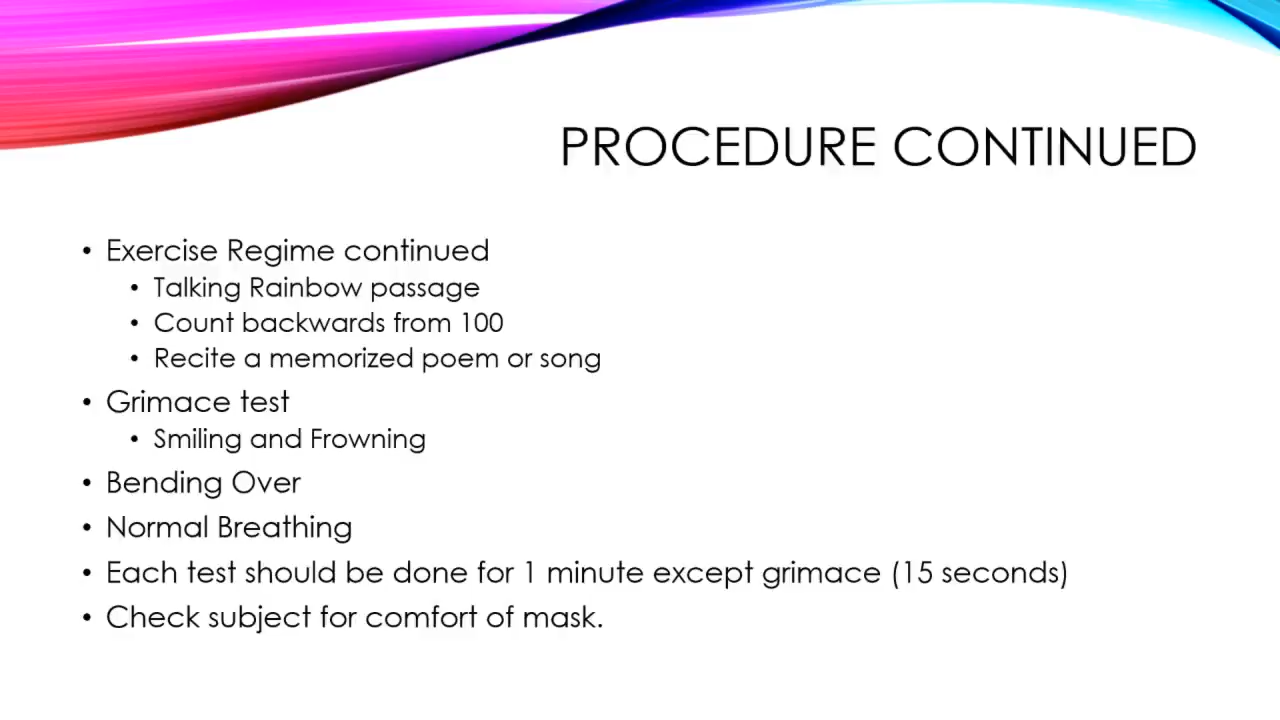 PROCEDURE CONTINUED
• Exercise Regime continued
• Talking Rainbow passage
• Count backwards from 100
• Recite a memorized poem or song
• Grimace test
• Smiling and Frowning
• Bending Over
• Normal Breathing
• Each test should be done for 1 minute except grimace (15 seconds)
• Check subject for comfort of mask.